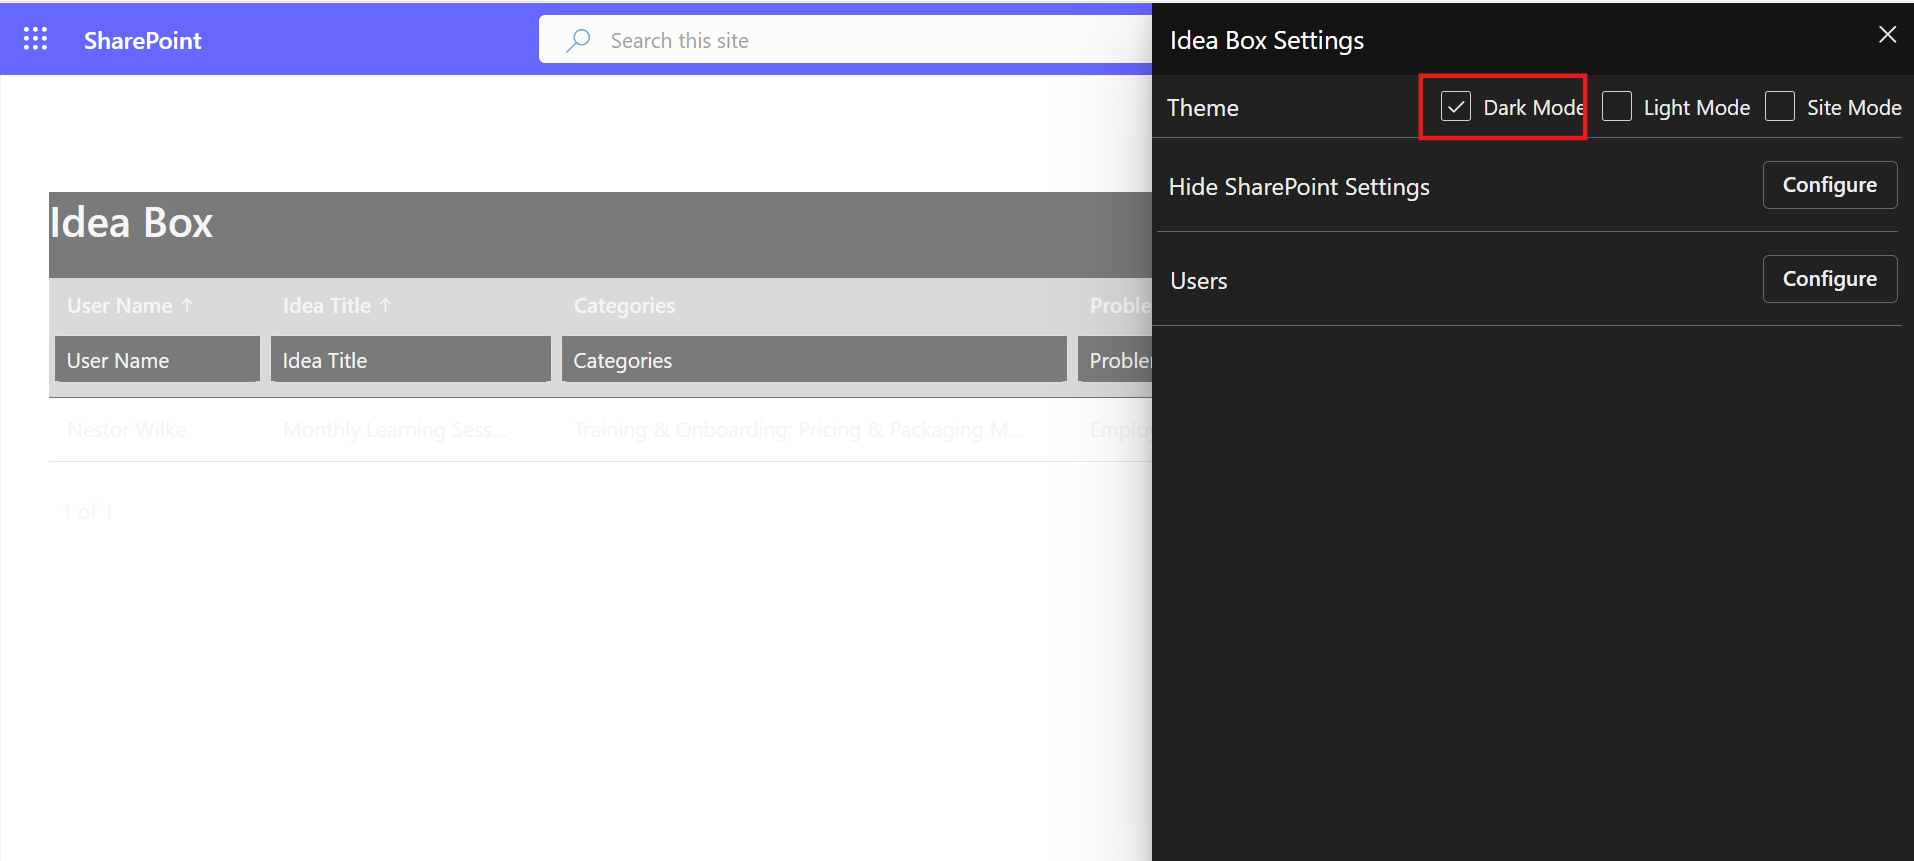 SharePoint
Search this site
Idea Box Settings
Theme
Dark Mode
Light Mode
Site Mode
Hide SharePoint Settings
Configure
Users
Configure
Idea Box
User Name ↑
Idea Title ↑
Categories
Proble
User Name
Idea Title
Categories
Probler
Nestor Wilke
Monthly Learning Sess...
Training & Onboarding; Pricing & Packaging M...
Employ
1 of 1